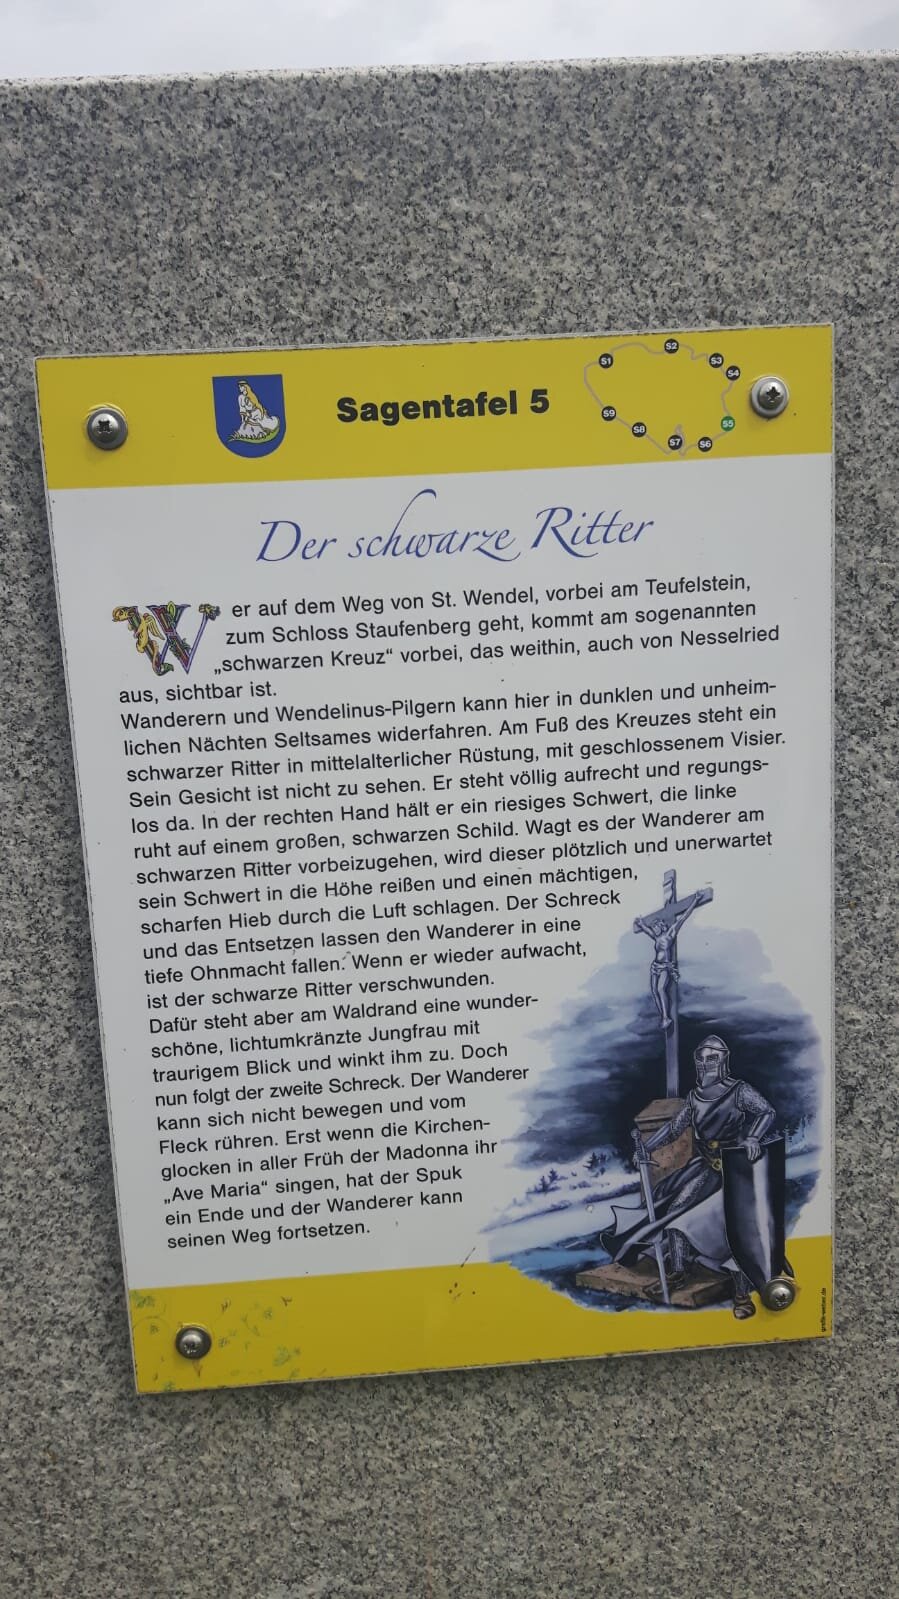 Sagentafel 5
S1
S2
S3
S4
S5
S6
S7
S8
S9
Der schwarze Ritter
Wer auf dem Weg von St. Wendel, vorbei am Teufelstein,
zum Schloss Staufenberg geht, kommt am sogenannten
„schwarzen Kreuz“ vorbei, das weithin, auch von Nesselried
aus, sichtbar ist.
Wanderern und Wendelinus-Pilgern kann hier in dunklen und unheim-
lichen Nächten Seltsames widerfahren. Am Fuß des Kreuzes steht ein
schwarzer Ritter in mittelalterlicher Rüstung, mit geschlossenem Visier.
Sein Gesicht ist nicht zu sehen. Er steht völlig aufrecht und regungs-
los da. In der rechten Hand hält er ein riesiges Schwert, die linke
ruht auf einem großen, schwarzen Schild. Wagt es der Wanderer am
schwarzen Ritter vorbeizugehen, wird dieser plötzlich und unerwartet
sein Schwert in die Höhe reißen und einen mächtigen,
scharfen Hieb durch die Luft schlagen. Der Schreck
und das Entsetzen lassen den Wanderer in eine
tiefe Ohnmacht fallen. Wenn er wieder aufwacht,
ist der schwarze Ritter verschwunden.
Dafür steht aber am Waldrand eine wunder-
schöne, lichtumkränzte Jungfrau mit
traurigem Blick und winkt ihm zu. Doch
nun folgt der zweite Schreck. Der Wanderer
kann sich nicht bewegen und vom
Fleck rühren. Erst wenn die Kirchen-
glocken in aller Früh der Madonna ihr
„Ave Maria“ singen, hat der Spuk
ein Ende und der Wanderer kann
seinen Weg fortsetzen.